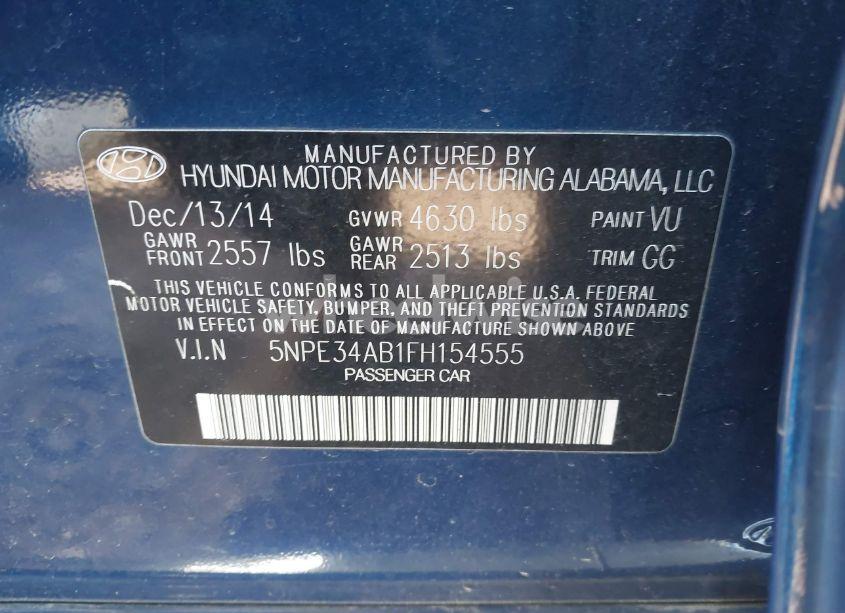 MANUFACTURED BY
HYUNDAI MOTOR MANUFACTURING ALABAMA, LLC
Dec/13/14 GVWR 4630 lbs PAINT VU
GAWR FRONT 2557 lbs GAWR REAR 2513 lbs TRIM GG
THIS VEHICLE CONFORMS TO ALL APPLICABLE U.S.A. FEDERAL
MOTOR VEHICLE SAFETY, BUMPER, AND THEFT PREVENTION STANDARDS
IN EFFECT ON THE DATE OF MANUFACTURE SHOWN ABOVE.
V.I.N 5NPE34AB1FH154555
PASSENGER CAR